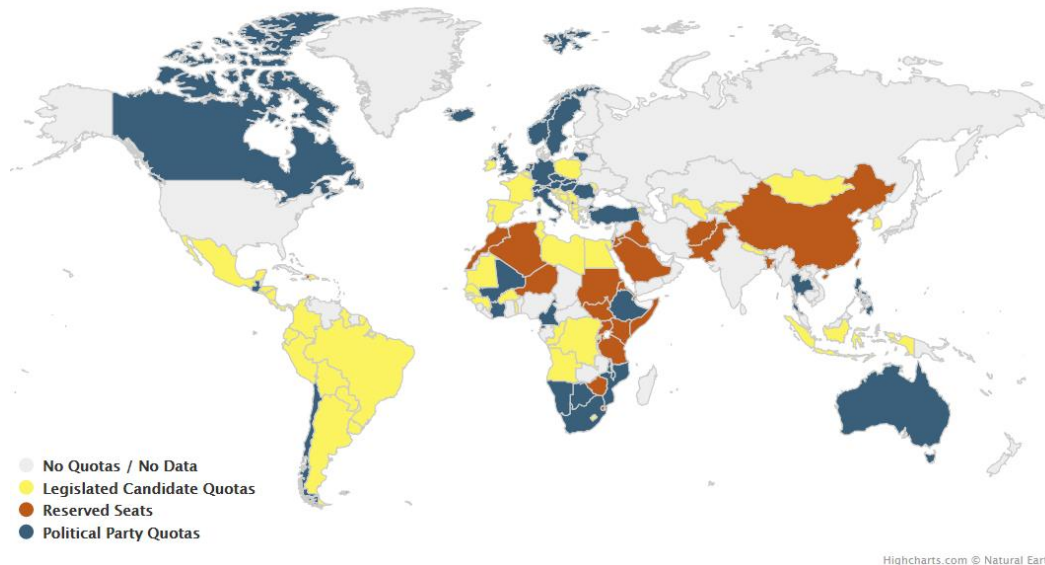 No Quotas / No Data
Legislated Candidate Quotas
Reserved Seats
Political Party Quotas
Highcharts.com © Natural Eart